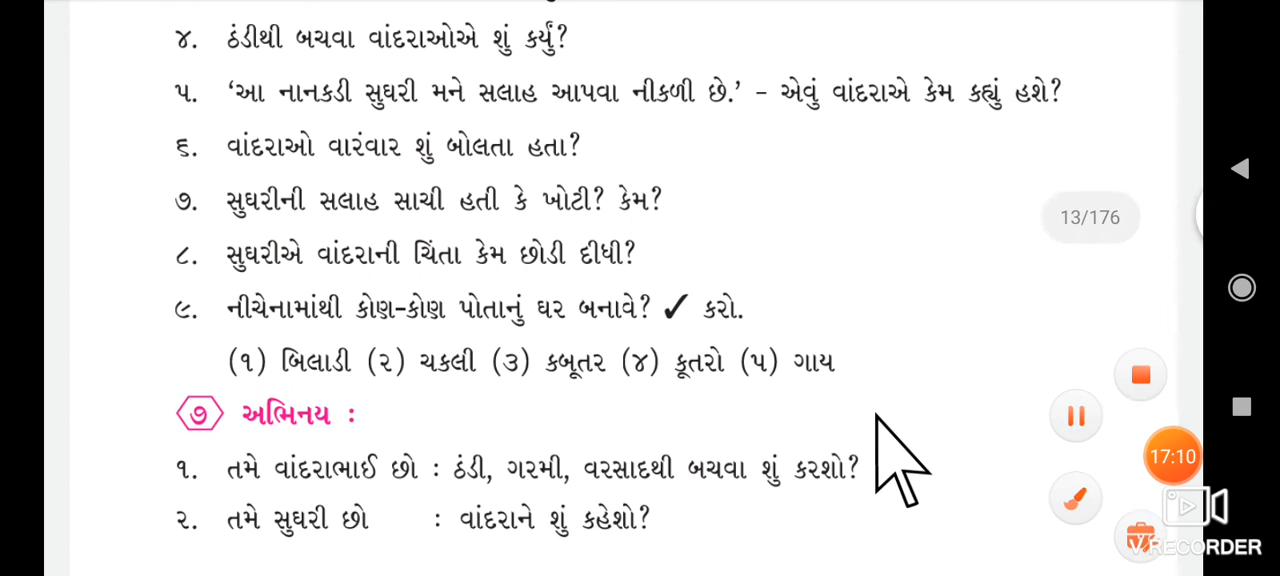 ૪. ઠંડીથી બચવા વાંદરાઓએ શું કર્યું?
૫. ‘આ નાનકડી સુઘરી મને સલાહ આપવા નીકળી છે.’ – એવું વાંદરાએ કેમ કહ્યું હશે?
૬. વાંદરાઓ વારંવાર શું બોલતા હતા?
૭. સુઘરીની સલાહ સાચી હતી કે ખોટી? કેમ?
13/176
૮. સુઘરીએ વાંદરાની ચિંતા કેમ છોડી દીધી?
૯. નીચેનામાંથી કોણ-કોણ પોતાનું ઘર બનાવે? ✓ કરો.
(૧) બિલાડી (૨) ચકલી (૩) કબૂતર (૪) કૂતરો (૫) ગાય
૭ અભિનય :
૧. તમે વાંદરાભાઈ છો : ઠંડી, ગરમી, વરસાદથી બચવા શું કરશો?
17:10
૨. તમે સુઘરી છો : વાંદરાને શું કહેશો?
V.RECORDER